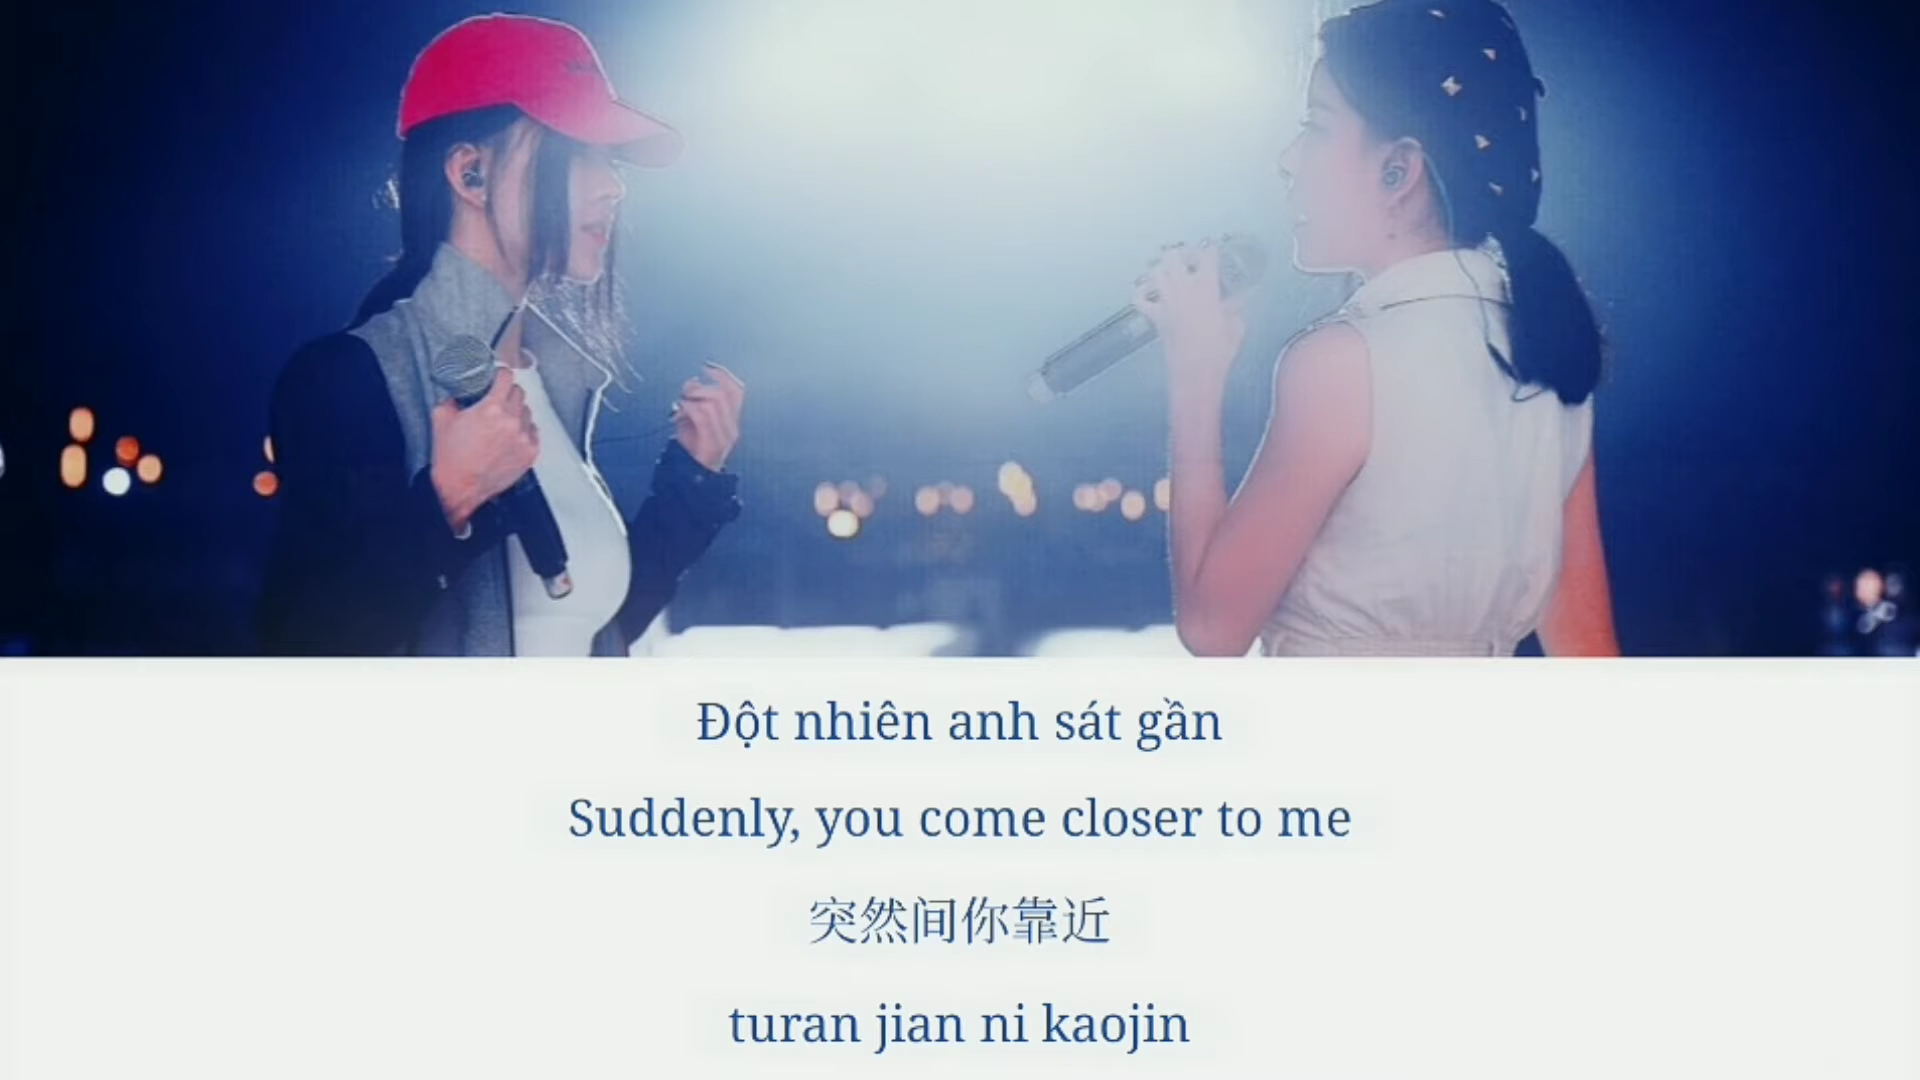 Đột nhiên anh sát gần
Suddenly, you come closer to me
突然间你靠近
turan jian ni kaojin